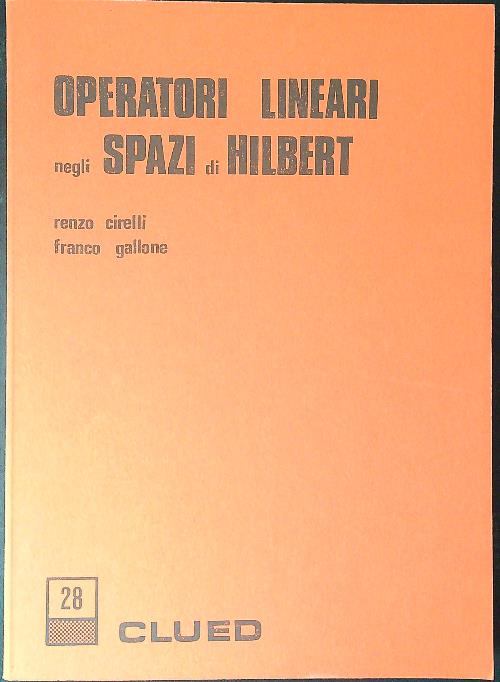 OPERATORI LINEARI
negli SPAZI di HILBERT
renzo cirelli
franco gallone
28
CLUED